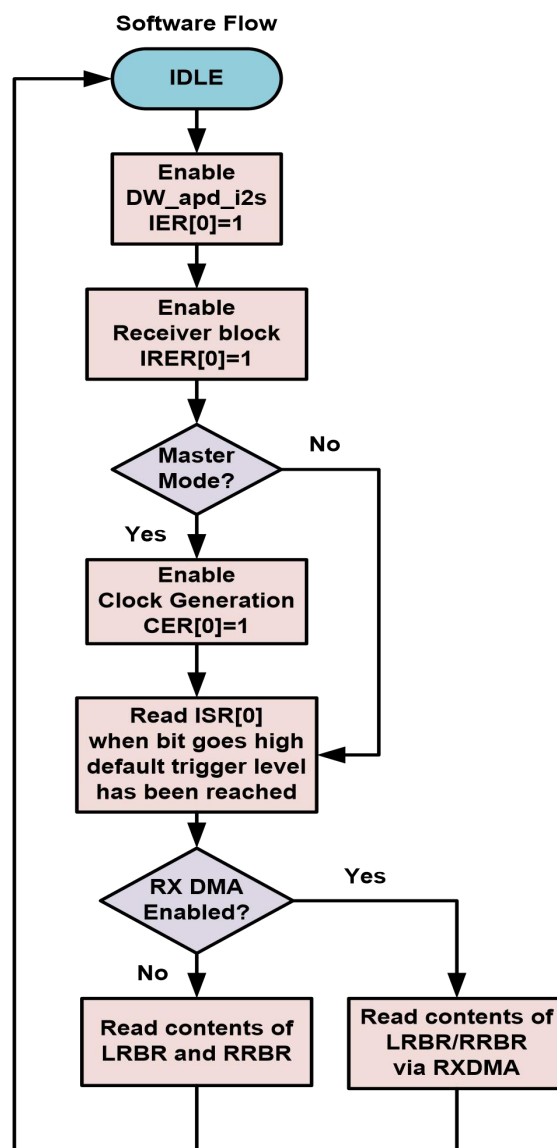 Software Flow
IDLE
Enable
DW_apd_i2s
IER[0]=1
Enable
Receiver block
IRER[0]=1
Master
Mode?
No
Yes
Enable
Clock Generation
CER[0]=1
Read ISR[0]
when bit goes high
default trigger level
has been reached
RX DMA
Enabled?
Yes
No
Read contents of
LRBR and RRBR
Read contents of
LRBR/RRBR
via RXDMA